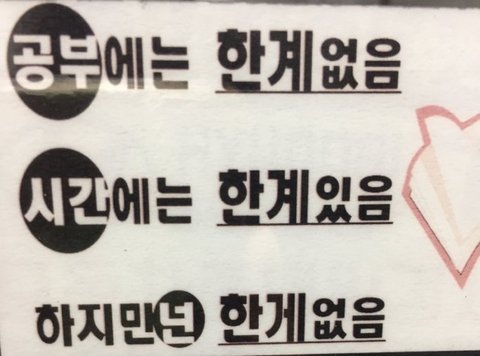 공부에는 한계없음
시간에는 한계있음
하지만넌 한게없음